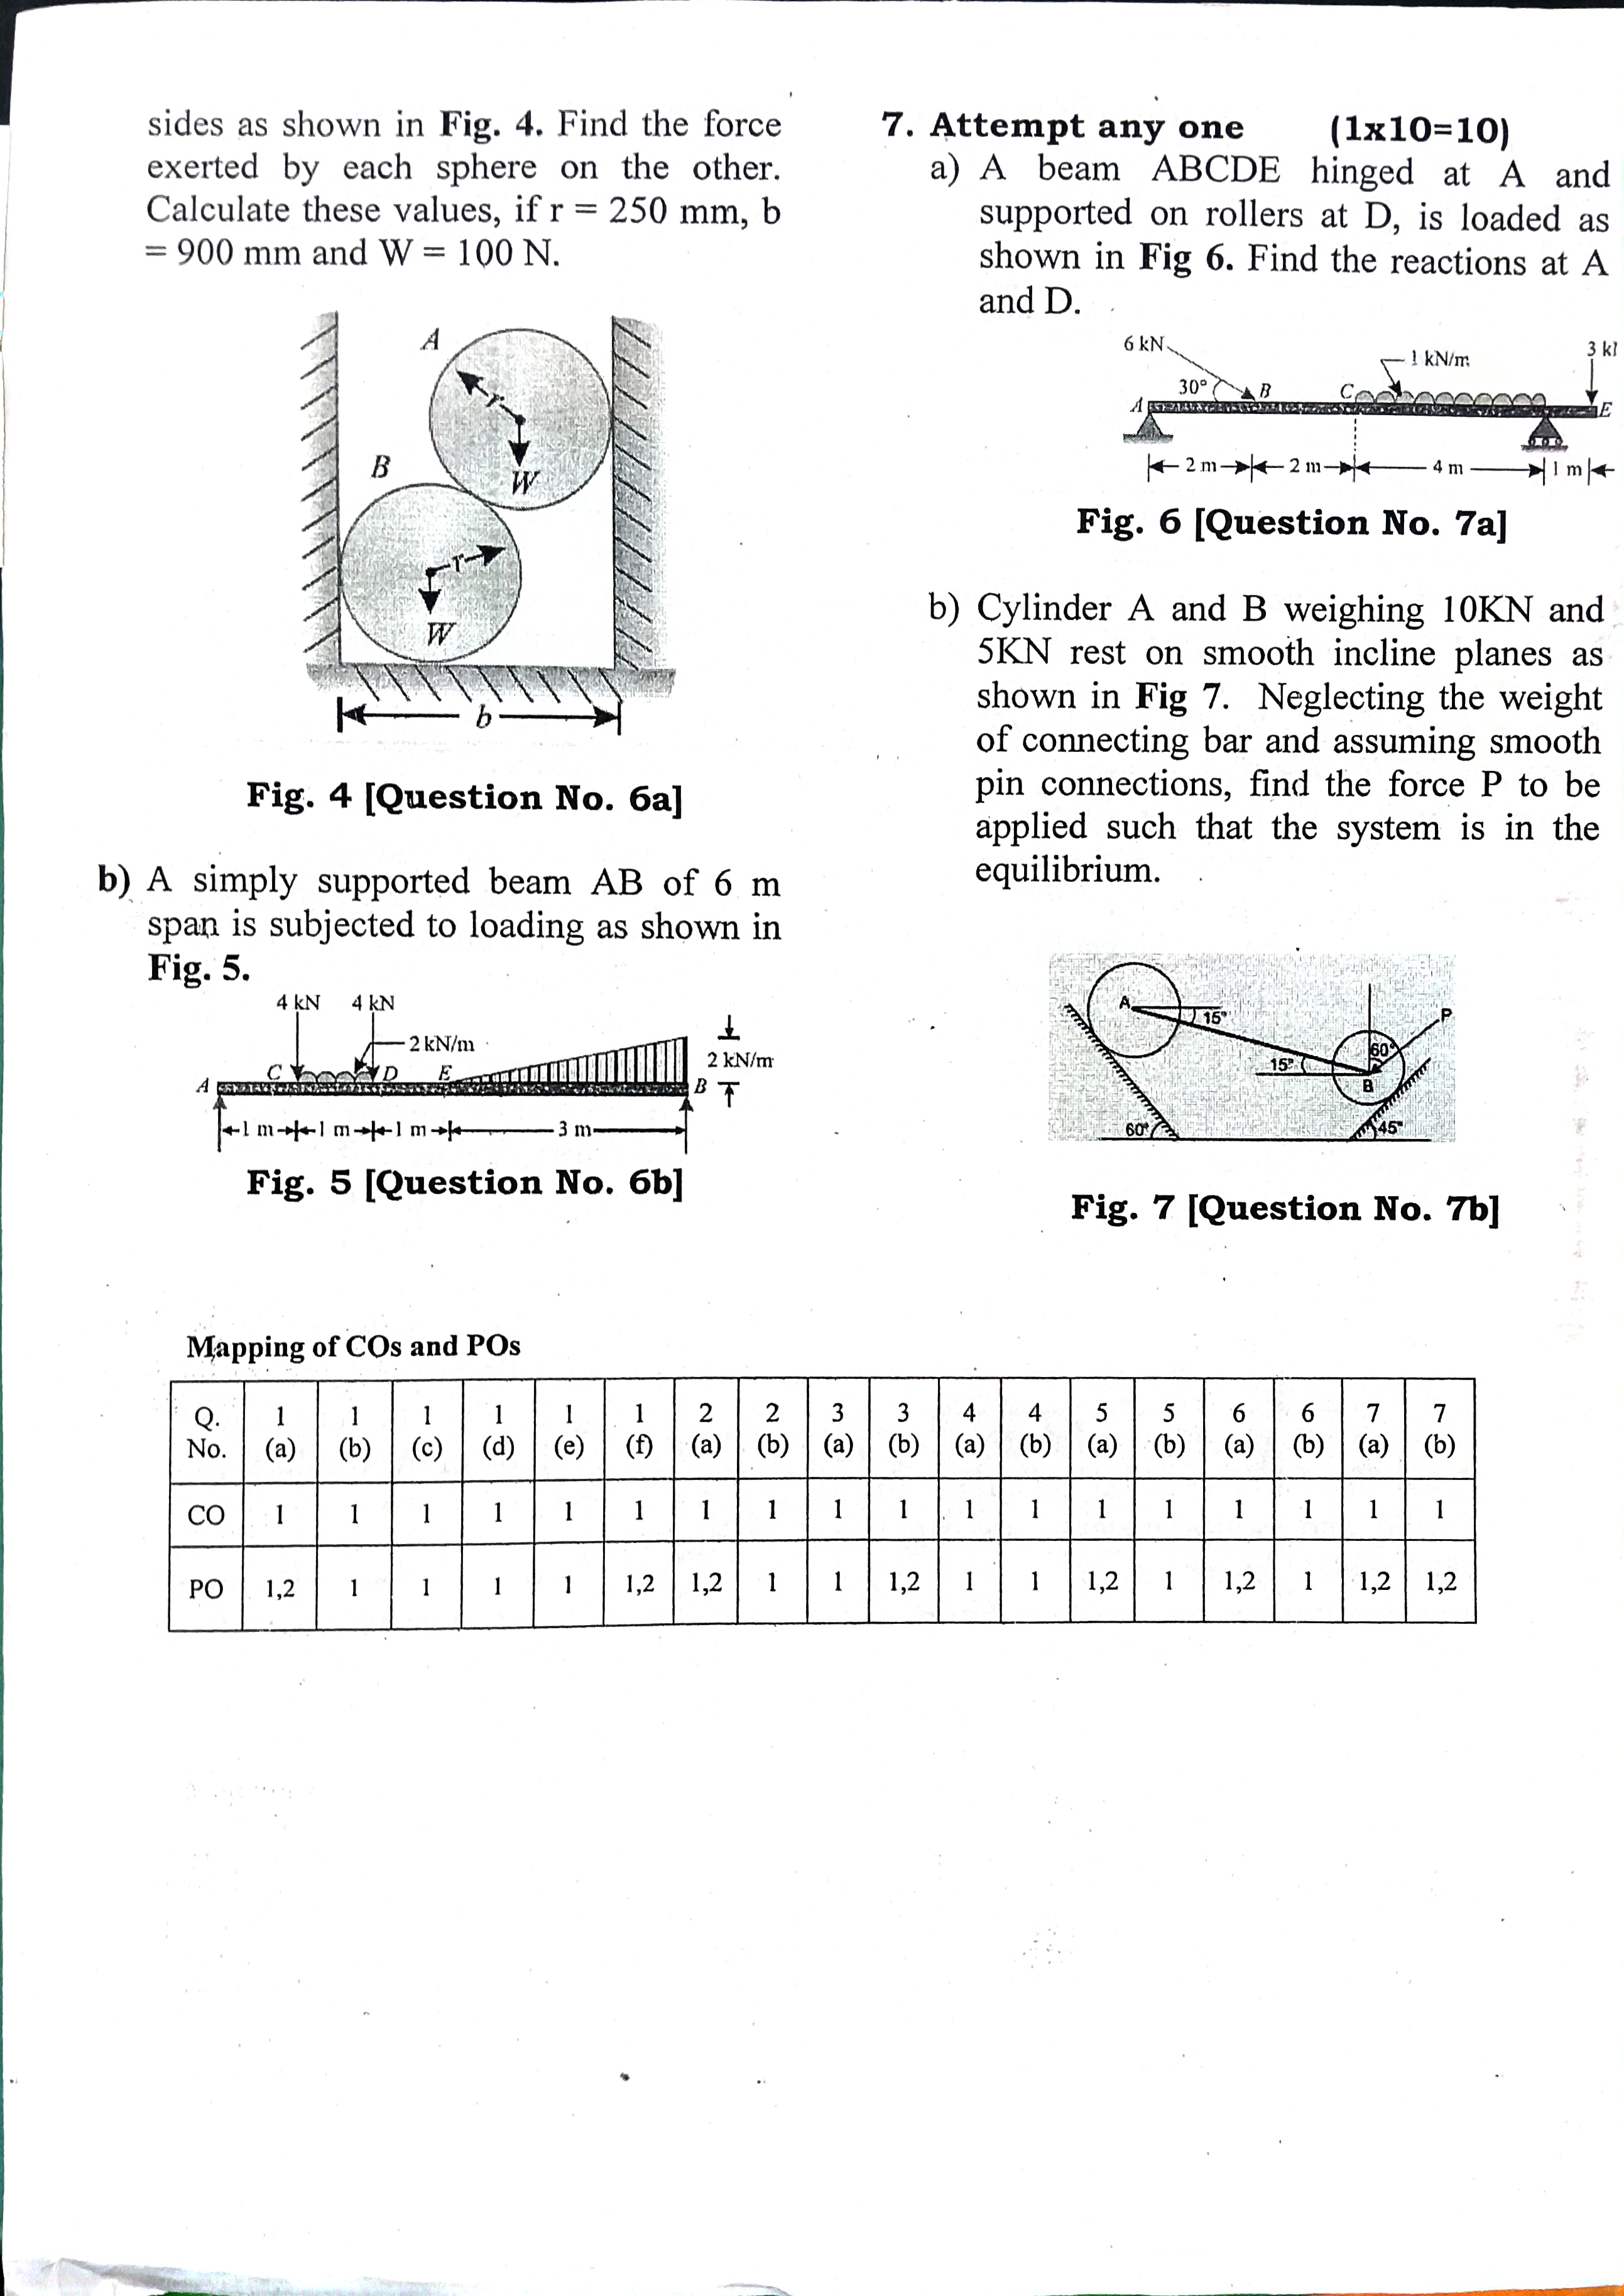 sides as shown in Fig. 4. Find the force
exerted by each sphere on the other.
Calculate these values, if r = 250 mm, b
= 900 mm and W = 100 N.
A
r
W
B
r
W
b
Fig. 4 [Question No. 6a]
b) A simply supported beam AB of 6 m
span is subjected to loading as shown in
Fig. 5.
4 kN 4 kN
2 kN/m
2 kN/m
A C D E B
1 m 1 m 1 m 3 m
Fig. 5 [Question No. 6b]
7. Attempt any one (1x10=10)
a) A beam ABCDE hinged at A and
supported on rollers at D, is loaded as
shown in Fig 6. Find the reactions at A
and D.
6 kN 1 kN/m 3 k
30°
A B C E
2 m 2 m 4 m 1 m
Fig. 6 [Question No. 7a]
b) Cylinder A and B weighing 10KN and
5KN rest on smooth incline planes as
shown in Fig 7. Neglecting the weight
of connecting bar and assuming smooth
pin connections, find the force P to be
applied such that the system is in the
equilibrium.
A
15° P
60°
15°
B
60° 45°
Fig. 7 [Question No. 7b]
Mapping of COs and POs
Q. 1 1 1 1 1 1 2 2 3 3 4 4 5 5 6 6 7 7
No. (a) (b) (c) (d) (e) (f) (a) (b) (a) (b) (a) (b) (a) (b) (a) (b) (a) (b)
CO 1 1 1 1 1 1 1 1 1 1 1 1 1 1 1 1 1 1
PO 1,2 1 1 1 1 1,2 1,2 1 1 1,2 1 1 1,2 1 1,2 1 1,2 1,2